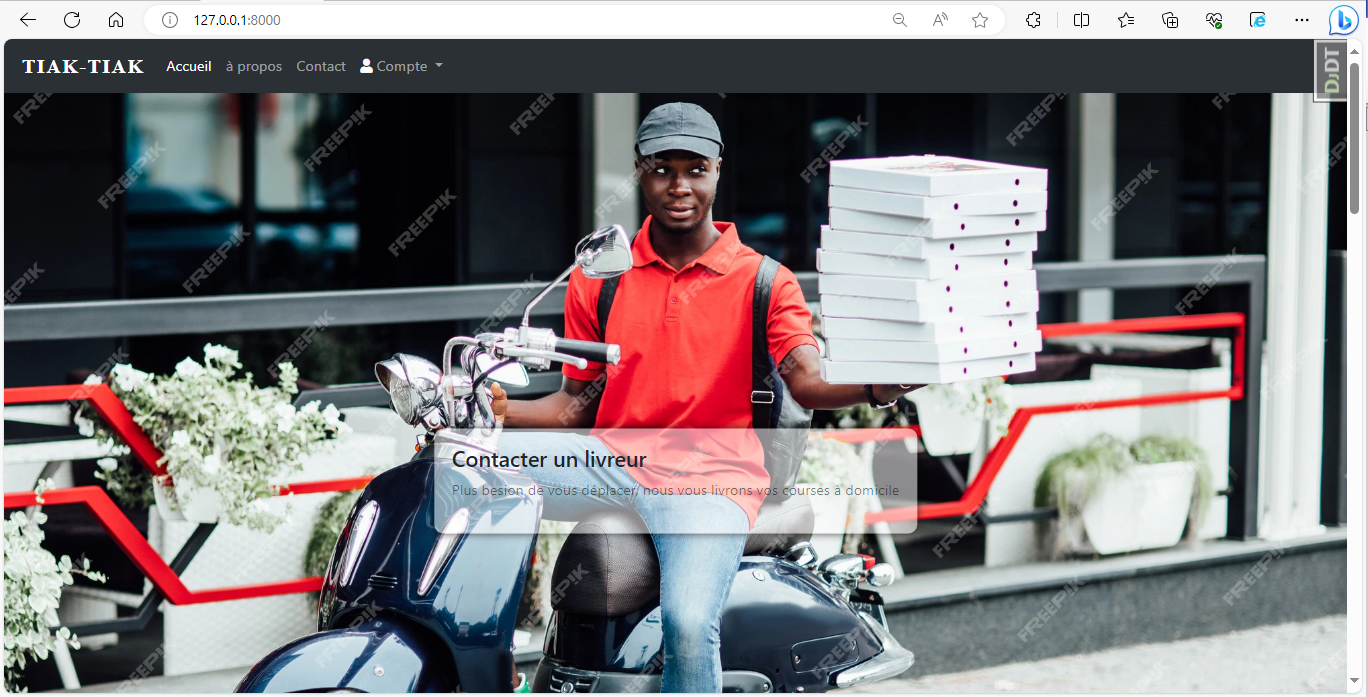 127.0.0.1:8000
TIAK-TIAK Accueil à propos Contact Compte
DJDT
FREEPIK
Contacter un livreur
Plus besion de vous déplacer/ nous vous livrons vos courses à domicile